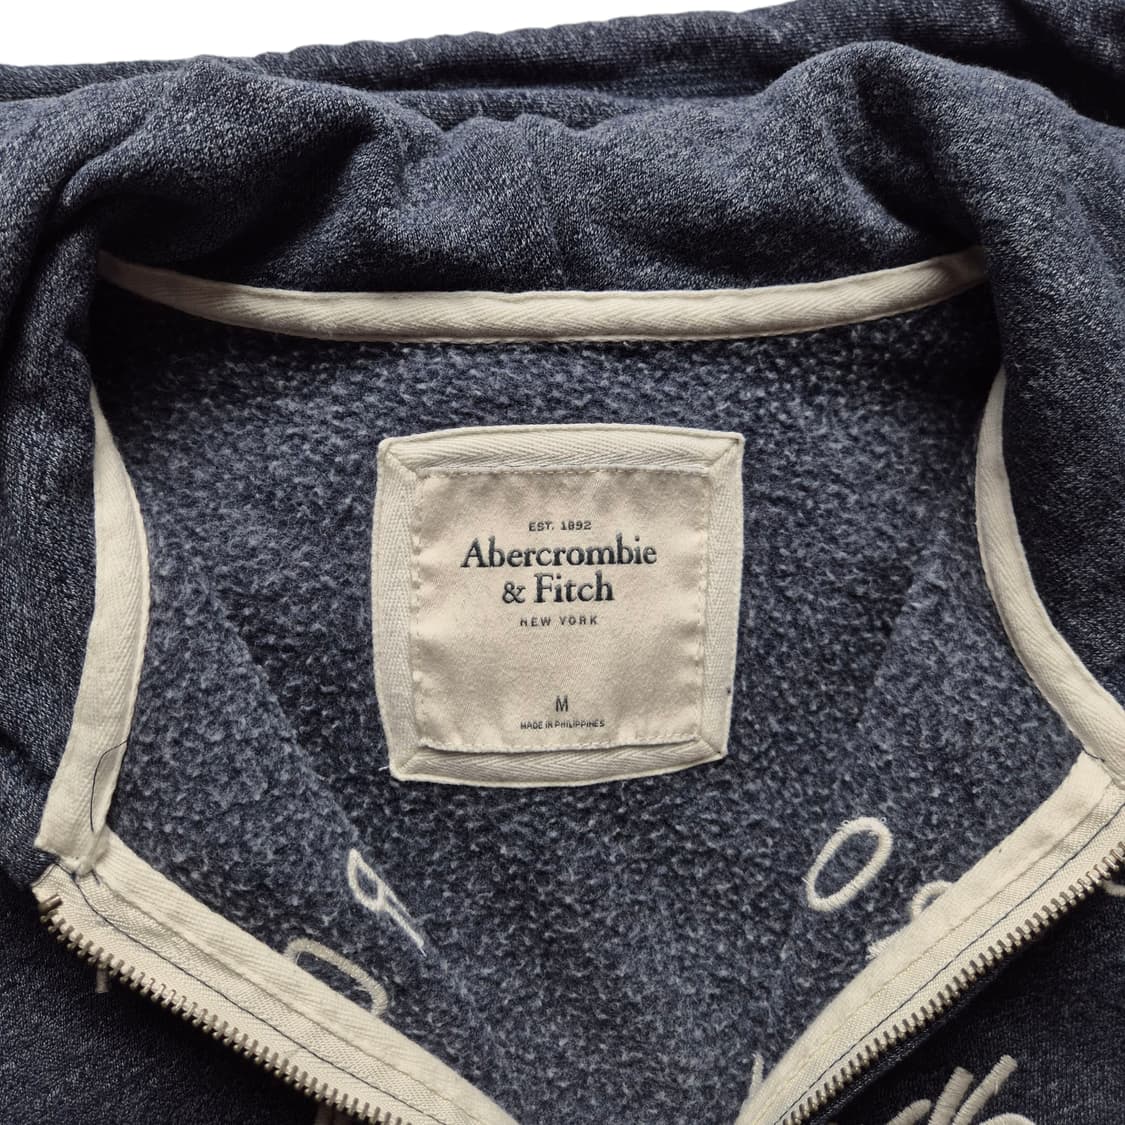 EST. 1892
Abercrombie
& Fitch
NEW YORK
M
MADE IN PHILIPPINES